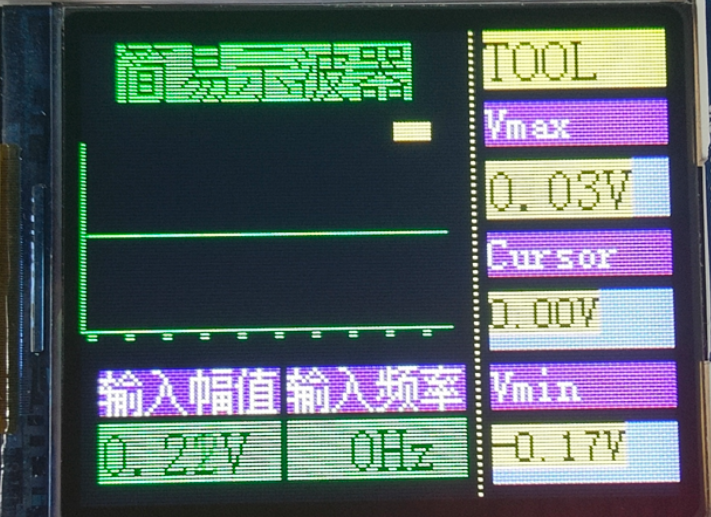 简易示波器
TOOL
Vmax
0.03V
Cursor
0.00V
输入幅值 输入频率
Vmin
0.22V 0Hz
-0.17V